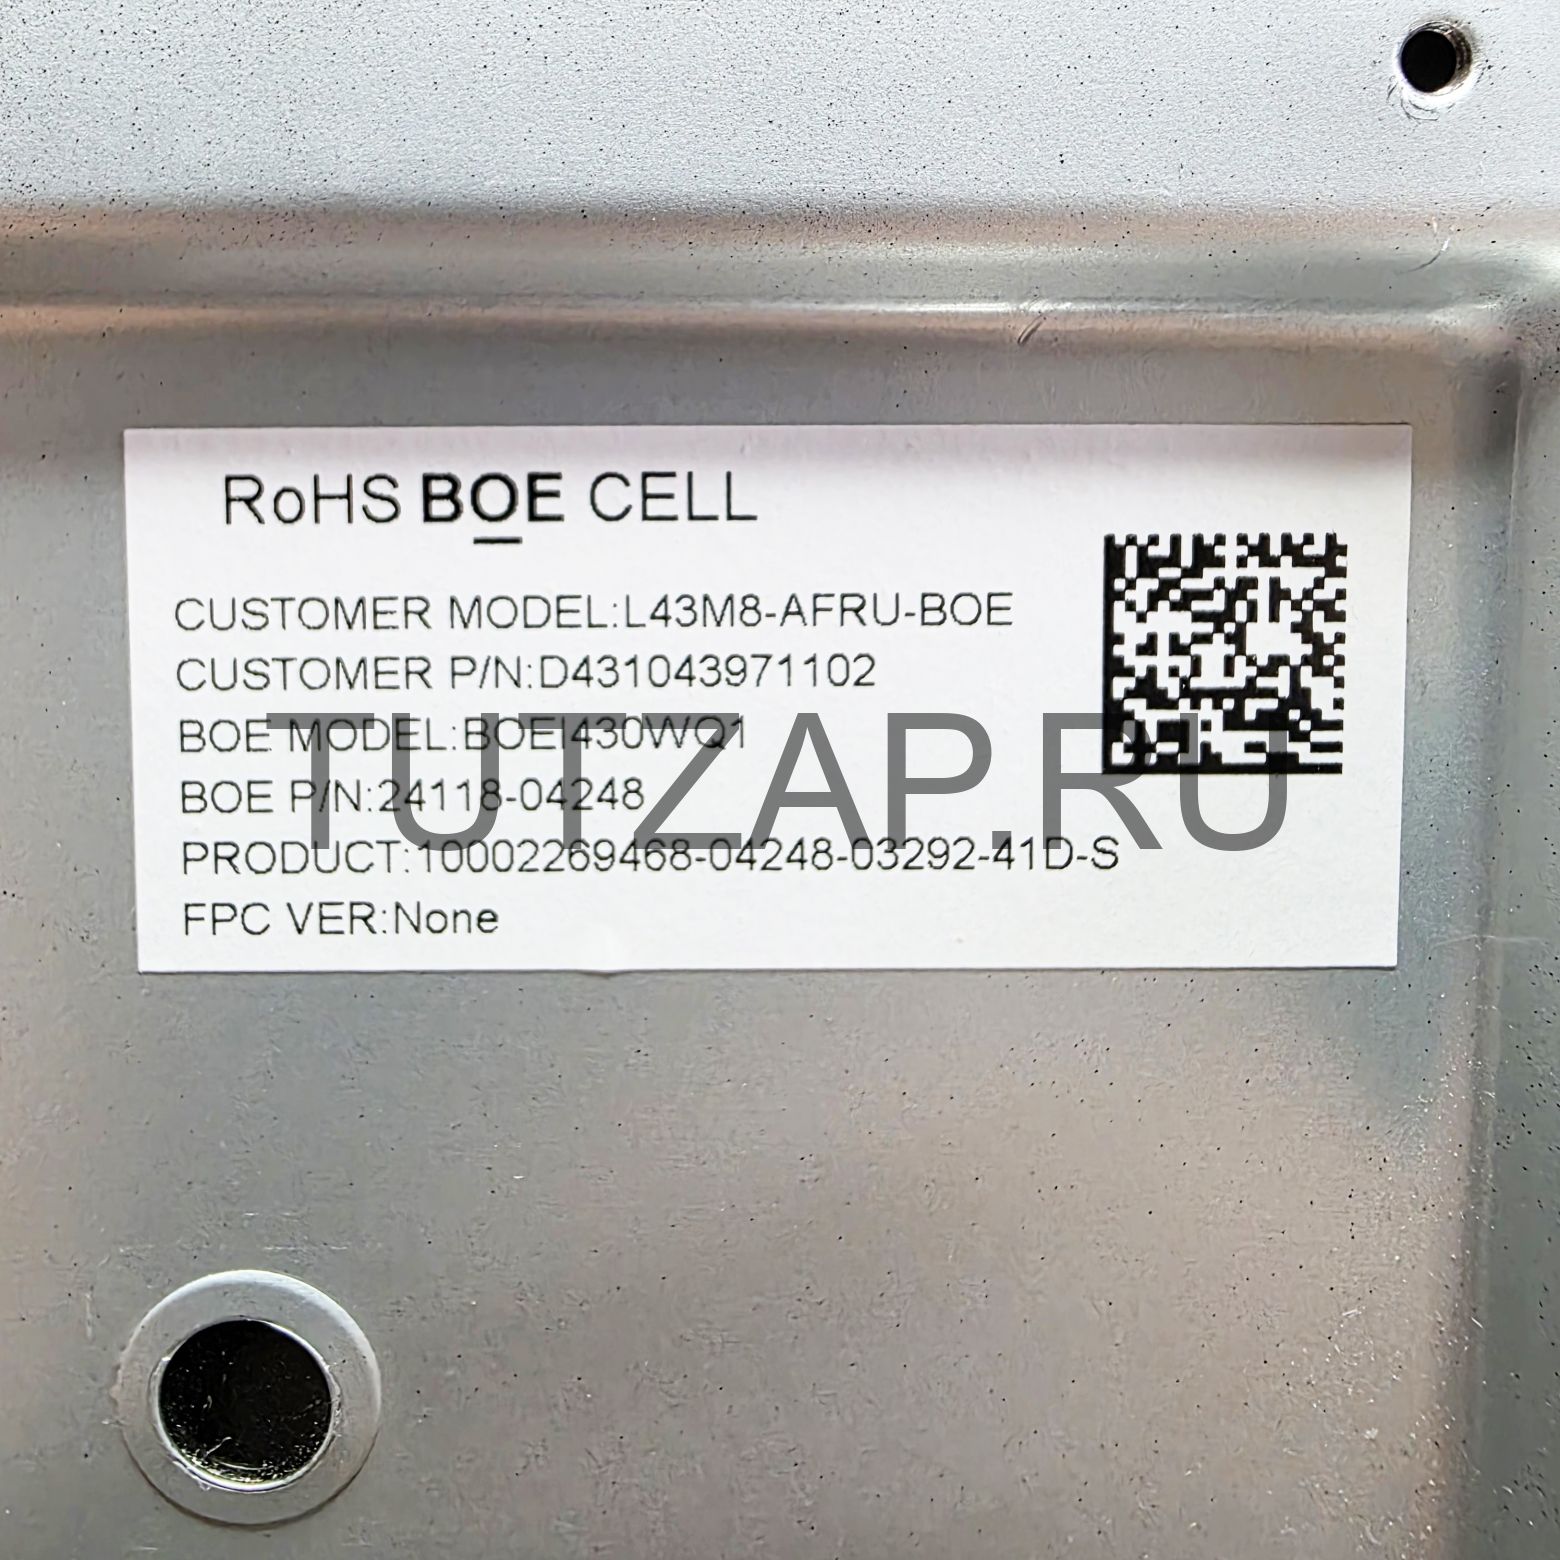 RoHS BOE CELL
CUSTOMER MODEL:L43M8-AFRU-BOE
CUSTOMER P/N:D431043971102
BOE MODEL:BOEI430WQ1
BOE P/N:24118-04248
TUTZAP.RU
PRODUCT:10002269468-04248-03292-41D-S
FPC VER:None